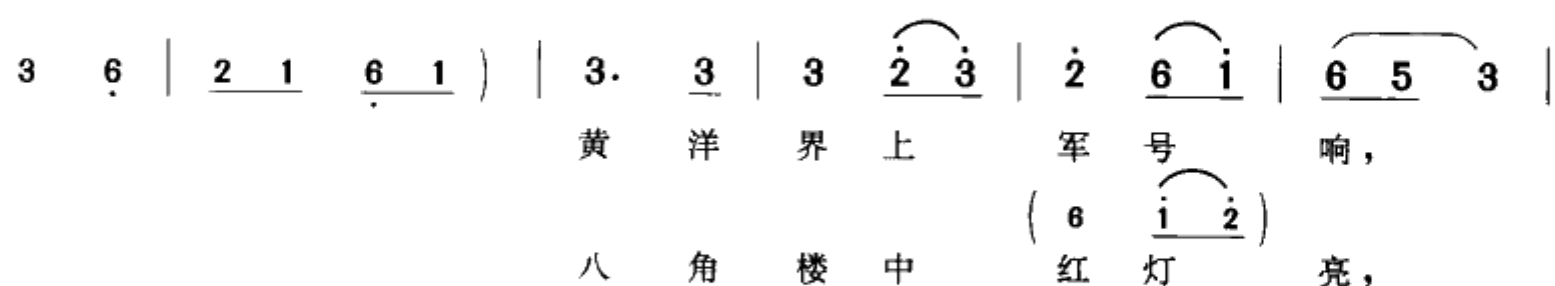 3 6̣ | 2 1 6̣ 1 ) | 3. 3 | 3 2̇ 3̇ | 2̇ 6 1̇ | 6 5 3 |
黄 洋 界 上 军 号 响，
( 6 1̇ 2̇ )
八 角 楼 中 红 灯 亮，